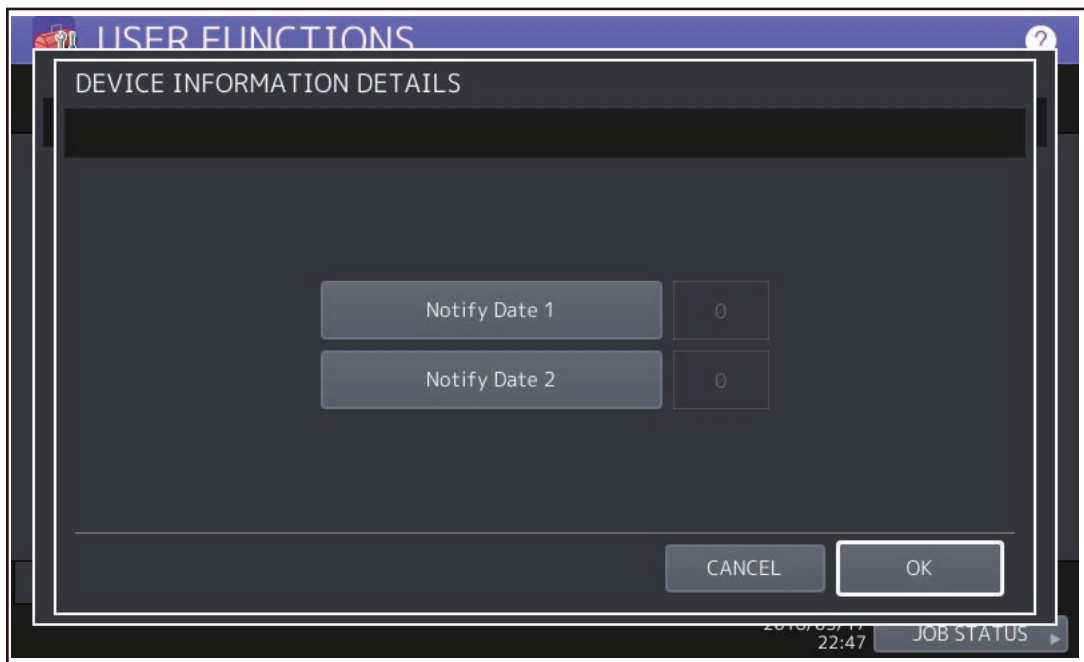 USER FUNCTIONS
?
DEVICE INFORMATION DETAILS
Notify Date 1
0
Notify Date 2
0
CANCEL
OK
22:47
JOB STATUS